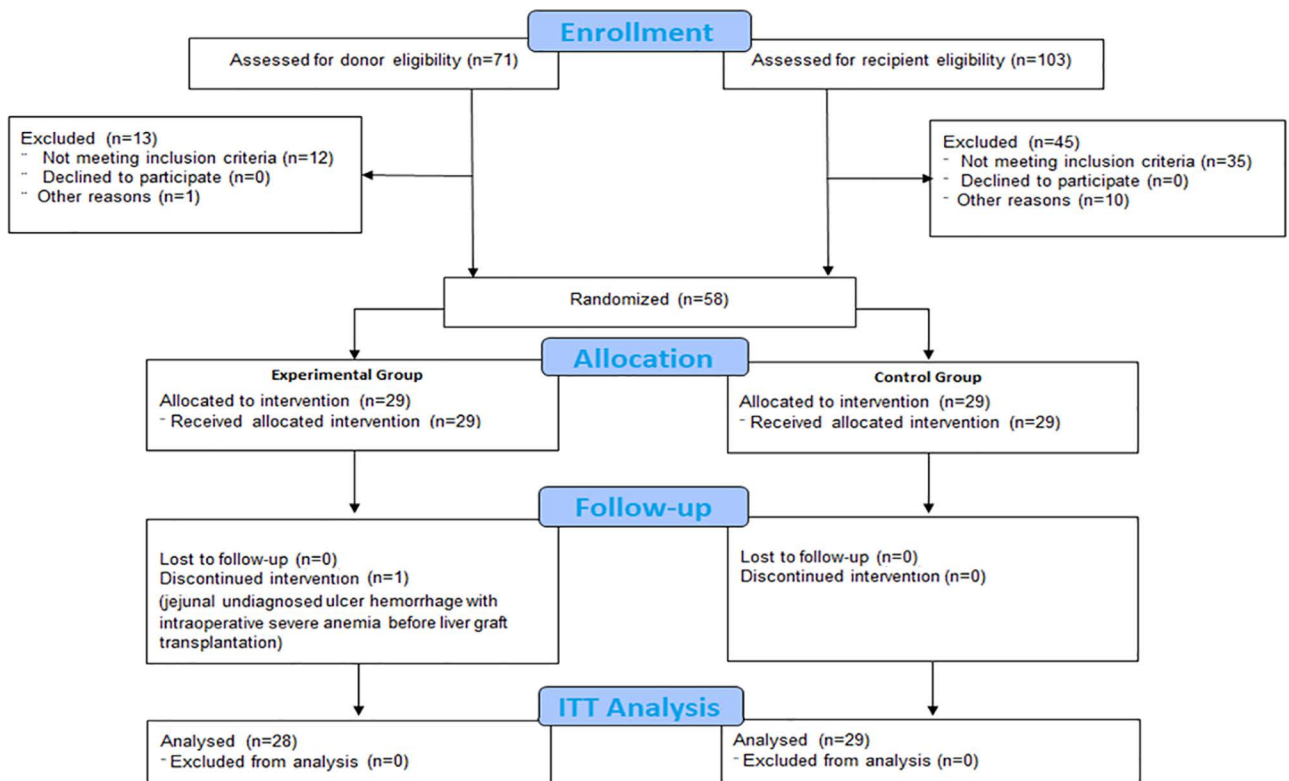 Enrollment
Assessed for donor eligibility (n=71)
Assessed for recipient eligibility (n=103)
Excluded (n=13)
¨ Not meeting inclusion criteria (n=12)
¨ Declined to participate (n=0)
¨ Other reasons (n=1)
Excluded (n=45)
¨ Not meeting inclusion criteria (n=35)
¨ Declined to participate (n=0)
¨ Other reasons (n=10)
Randomized (n=58)
Allocation
Experimental Group
Allocated to intervention (n=29)
¨ Received allocated intervention (n=29)
Control Group
Allocated to intervention (n=29)
¨ Received allocated intervention (n=29)
Follow-up
Lost to follow-up (n=0)
Discontinued intervention (n=1)
(jejunal undiagnosed ulcer hemorrhage with
intraoperative severe anemia before liver graft
transplantation)
Lost to follow-up (n=0)
Discontinued intervention (n=0)
ITT Analysis
Analysed (n=28)
¨ Excluded from analysis (n=0)
Analysed (n=29)
¨ Excluded from analysis (n=0)